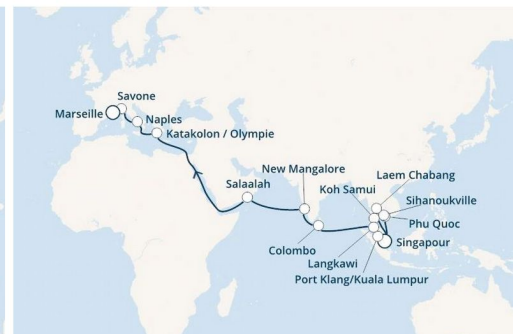 Savone
Marseille
Naples
Katakolon / Olympie
New Mangalore
Laem Chabang
Koh Samui
Sihanoukville
Salaalah
Phu Quoc
Colombo
Singapour
Langkawi
Port Klang/Kuala Lumpur